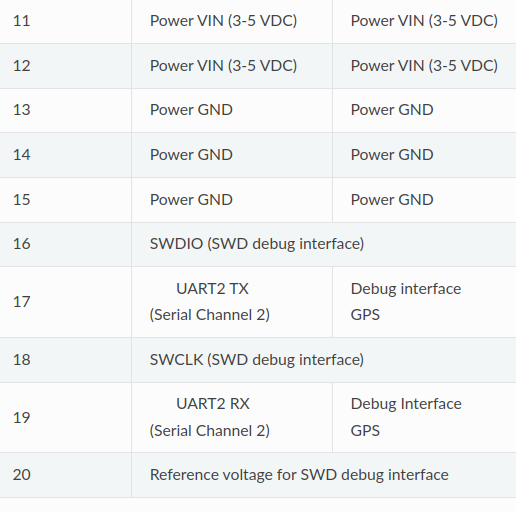 11 Power VIN (3-5 VDC) Power VIN (3-5 VDC)
12 Power VIN (3-5 VDC) Power VIN (3-5 VDC)
13 Power GND Power GND
14 Power GND Power GND
15 Power GND Power GND
16 SWDIO (SWD debug interface)
17 UART2 TX Debug interface
(Serial Channel 2) GPS
18 SWCLK (SWD debug interface)
19 UART2 RX Debug Interface
(Serial Channel 2) GPS
20 Reference voltage for SWD debug interface